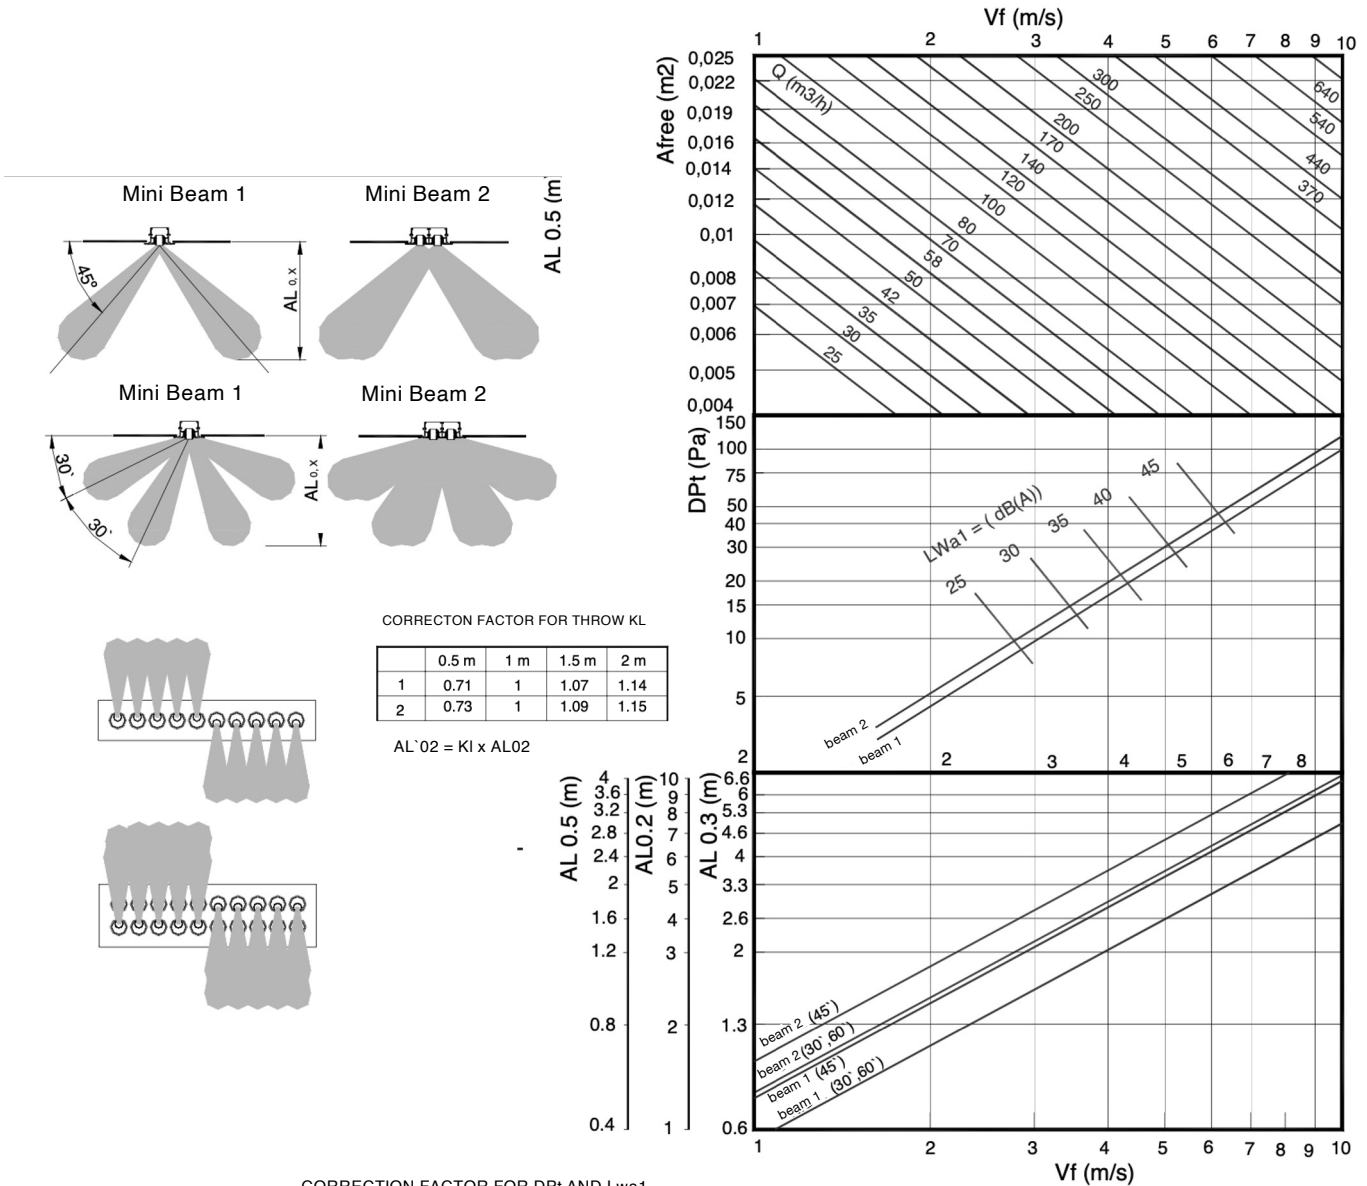 Mini Beam 1
Mini Beam 2
AL 0.5 (m
45°
AL 0,X
Mini Beam 1
Mini Beam 2
30`
30`
AL 0,X
CORRECTON FACTOR FOR THROW KL
0.5 m 1 m 1.5 m 2 m
1 0.71 1 1.07 1.14
2 0.73 1 1.09 1.15
AL`02 = Kl x AL02
-
Vf (m/s)
1 2 3 4 5 6 7 8 9 10
Afree (m2)
0,025
0,022
0,019
0,016
0,014
0,012
0,01
0,008
0,007
0,006
0,005
0,004
Q (m3/h)
300
250
200
170
140
120
100
80
70
58
50
42
35
30
25
640
540
440
370
DPt (Pa)
150
100
75
50
40
30
20
15
10
5
2
LWa1 = ( dB(A))
25
30
35
40
45
beam 2
beam 1
2 3 4 5 6 7 8
AL 0.5 (m)
4
3.6
3.2
2.8
2.4
2
1.6
1.2
0.8
0.4
AL0.2 (m)
10
9
8
7
6
5
4
3
2
1
AL 0.3 (m)
6.6
6
5.3
4.6
4
3.3
2.6
2
1.3
0.6
beam 2 (45`)
beam 2 (30`,60`)
beam 1 (45`)
beam 1 (30`,60`)
1 2 3 4 5 6 7 8 9 10
Vf (m/s)
CORRECTION FACTOR FOR DPt AND Lwa1